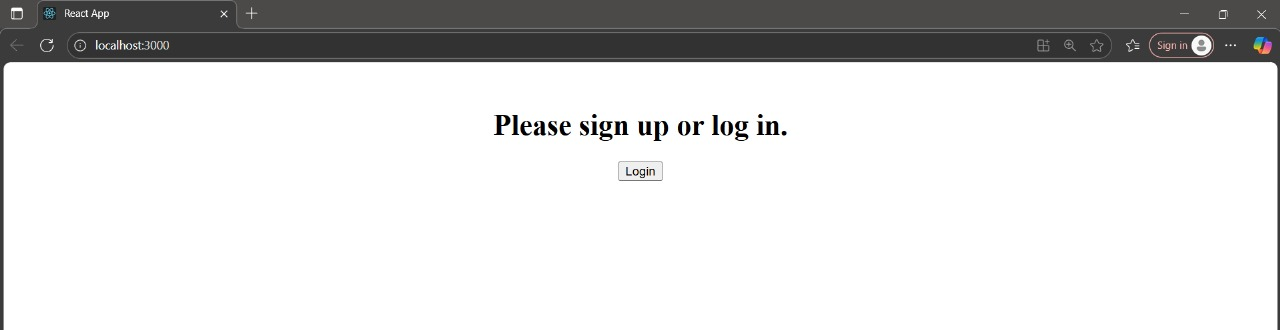 React App
localhost:3000
Sign in
Please sign up or log in.
Login